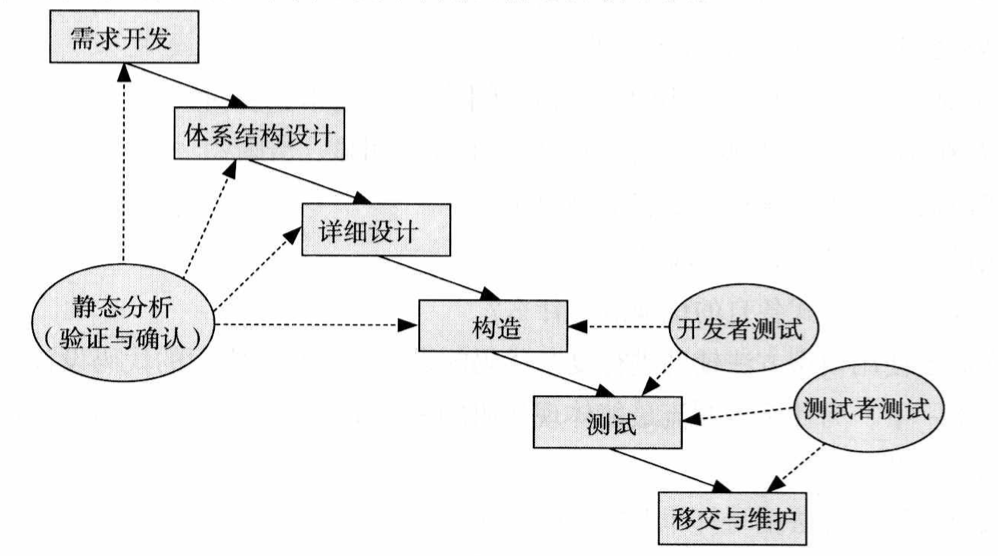 需求开发
体系结构设计
详细设计
静态分析
（验证与确认）
构造
开发者测试
测试
测试者测试
移交与维护